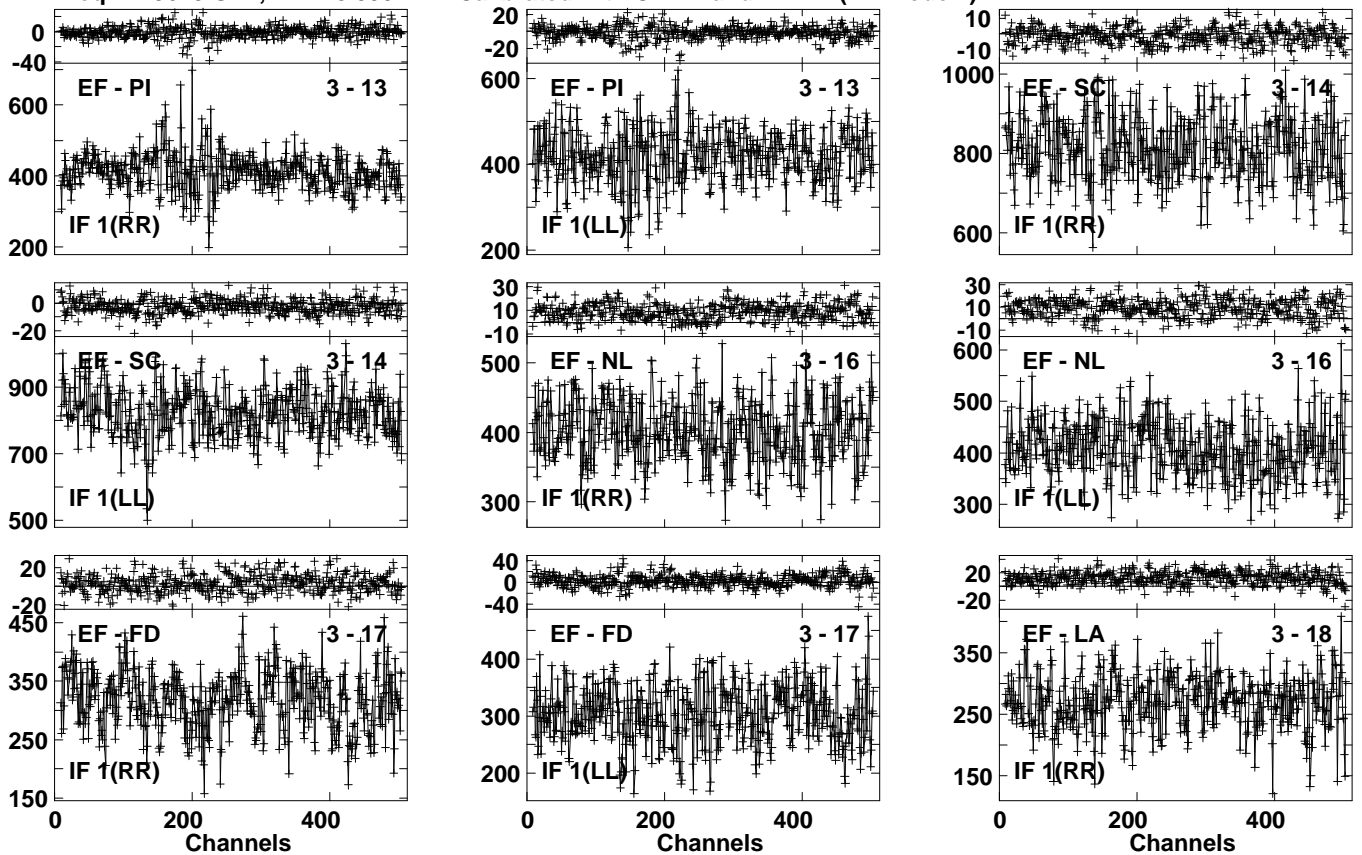 0
-40
EF - PI 3 - 13
600
400
200
IF 1(RR)
20
-20
EF - PI 3 - 13
600
400
200
IF 1(LL)
10
-10
EF - SC 3 - 14
1000
800
600
IF 1(RR)
0
-20
EF - SC 3 - 14
900
700
500
IF 1(LL)
30
10
-10
EF - NL 3 - 16
500
400
300
IF 1(RR)
30
10
-10
EF - NL 3 - 16
600
500
400
300
IF 1(LL)
20
0
-20
EF - FD 3 - 17
450
350
250
150
IF 1(RR)
0 200 400
Channels
40
0
-40
EF - FD 3 - 17
400
300
200
IF 1(LL)
0 200 400
Channels
20
-20
EF - LA 3 - 18
350
250
150
IF 1(RR)
0 200 400
Channels